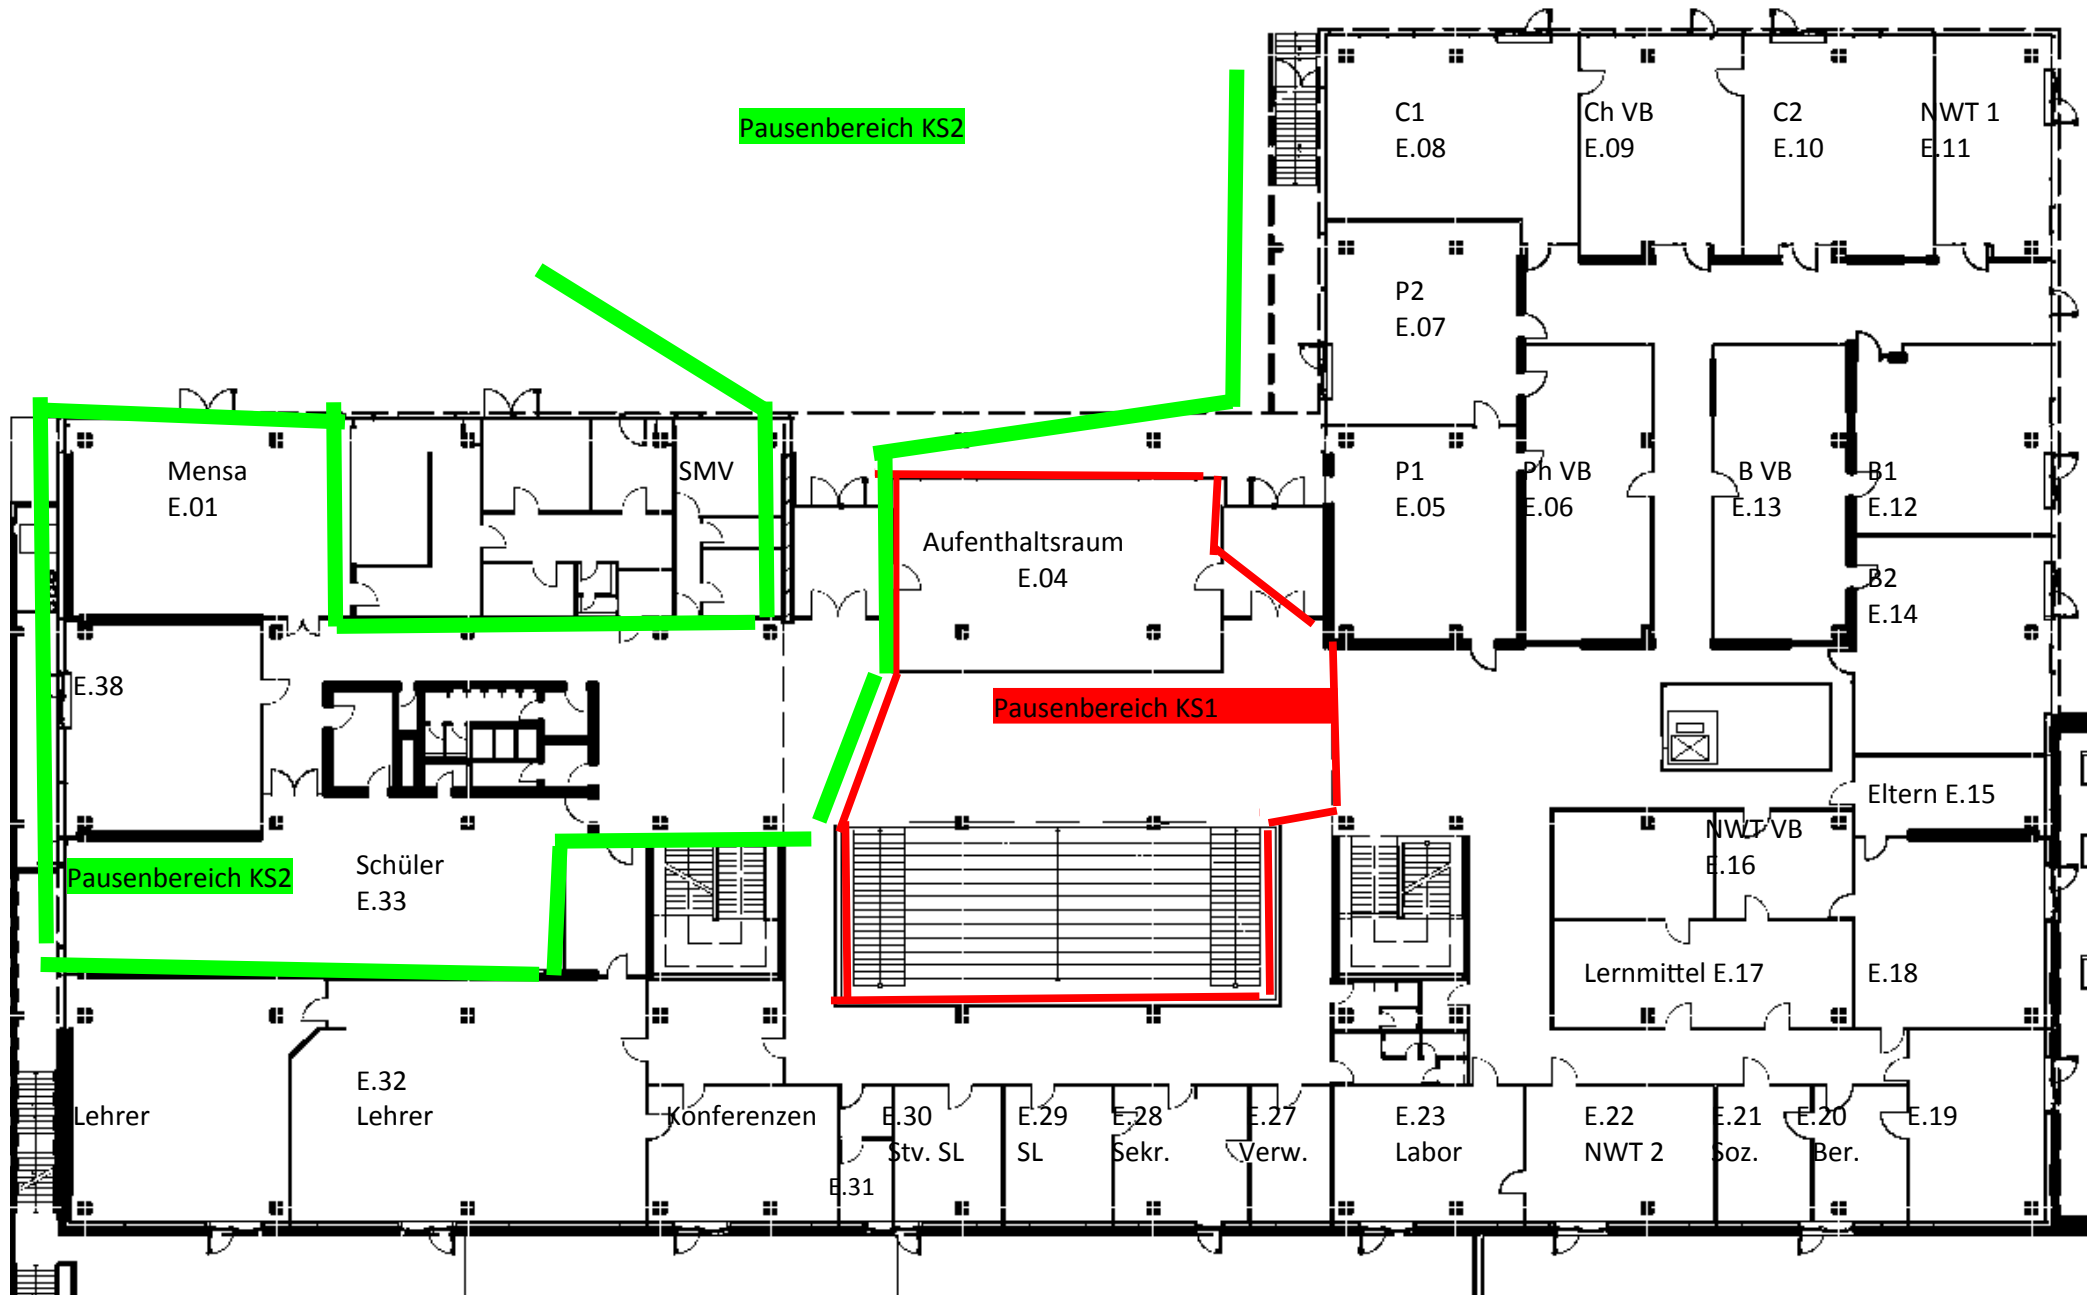 Pausenbereich KS2
C1
E.08
Ch VB
E.09
C2
E.10
NWT 1
E.11
P2
E.07
Mensa
E.01
SMV
Aufenthaltsraum
E.04
P1
E.05
Ph VB
E.06
B VB
E.13
B1
E.12
B2
E.14
E.38
Pausenbereich KS1
Eltern E.15
NWT VB
E.16
Schüler
E.33
Pausenbereich KS2
Lernmittel E.17
E.18
Lehrer
E.32
Lehrer
Konferenzen
E.31
E.30
Stv. SL
E.29
SL
E.28
Sekr.
E.27
Verw.
E.23
Labor
E.22
NWT 2
E.21
Soz.
E.20
Ber.
E.19